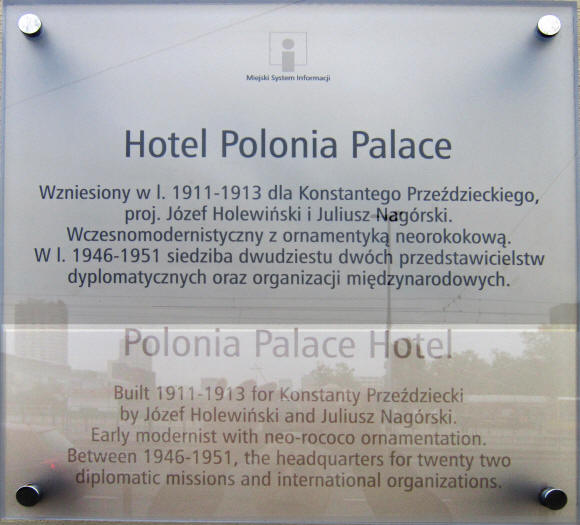 Miejski System Informacji
Hotel Polonia Palace
Wzniesiony w l. 1911-1913 dla Konstantego Przeździeckiego,
proj. Józef Holewiński i Juliusz Nagórski.
Wczesnomodernistyczny z ornamentyką neorokokową.
W l. 1946-1951 siedziba dwudziestu dwóch przedstawicielstw
dyplomatycznych oraz organizacji międzynarodowych.
Polonia Palace Hotel
Built 1911-1913 for Konstanty Przeździecki
by Józef Holewiński and Juliusz Nagórski.
Early modernist with neo-rococo ornamentation.
Between 1946-1951, the headquarters for twenty two
diplomatic missions and international organizations.